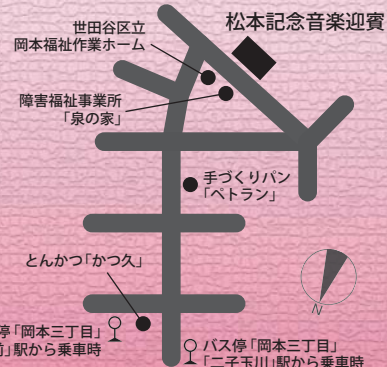 松本記念音楽迎賓
世田谷区立
岡本福祉作業ホーム
障害福祉事業所
「泉の家」
手づくりパン
「ペトラン」
とんかつ「かつ久」
停「岡本三丁目」
前」駅から乗車時
バス停「岡本三丁目」
「二子玉川」駅から乗車時
N